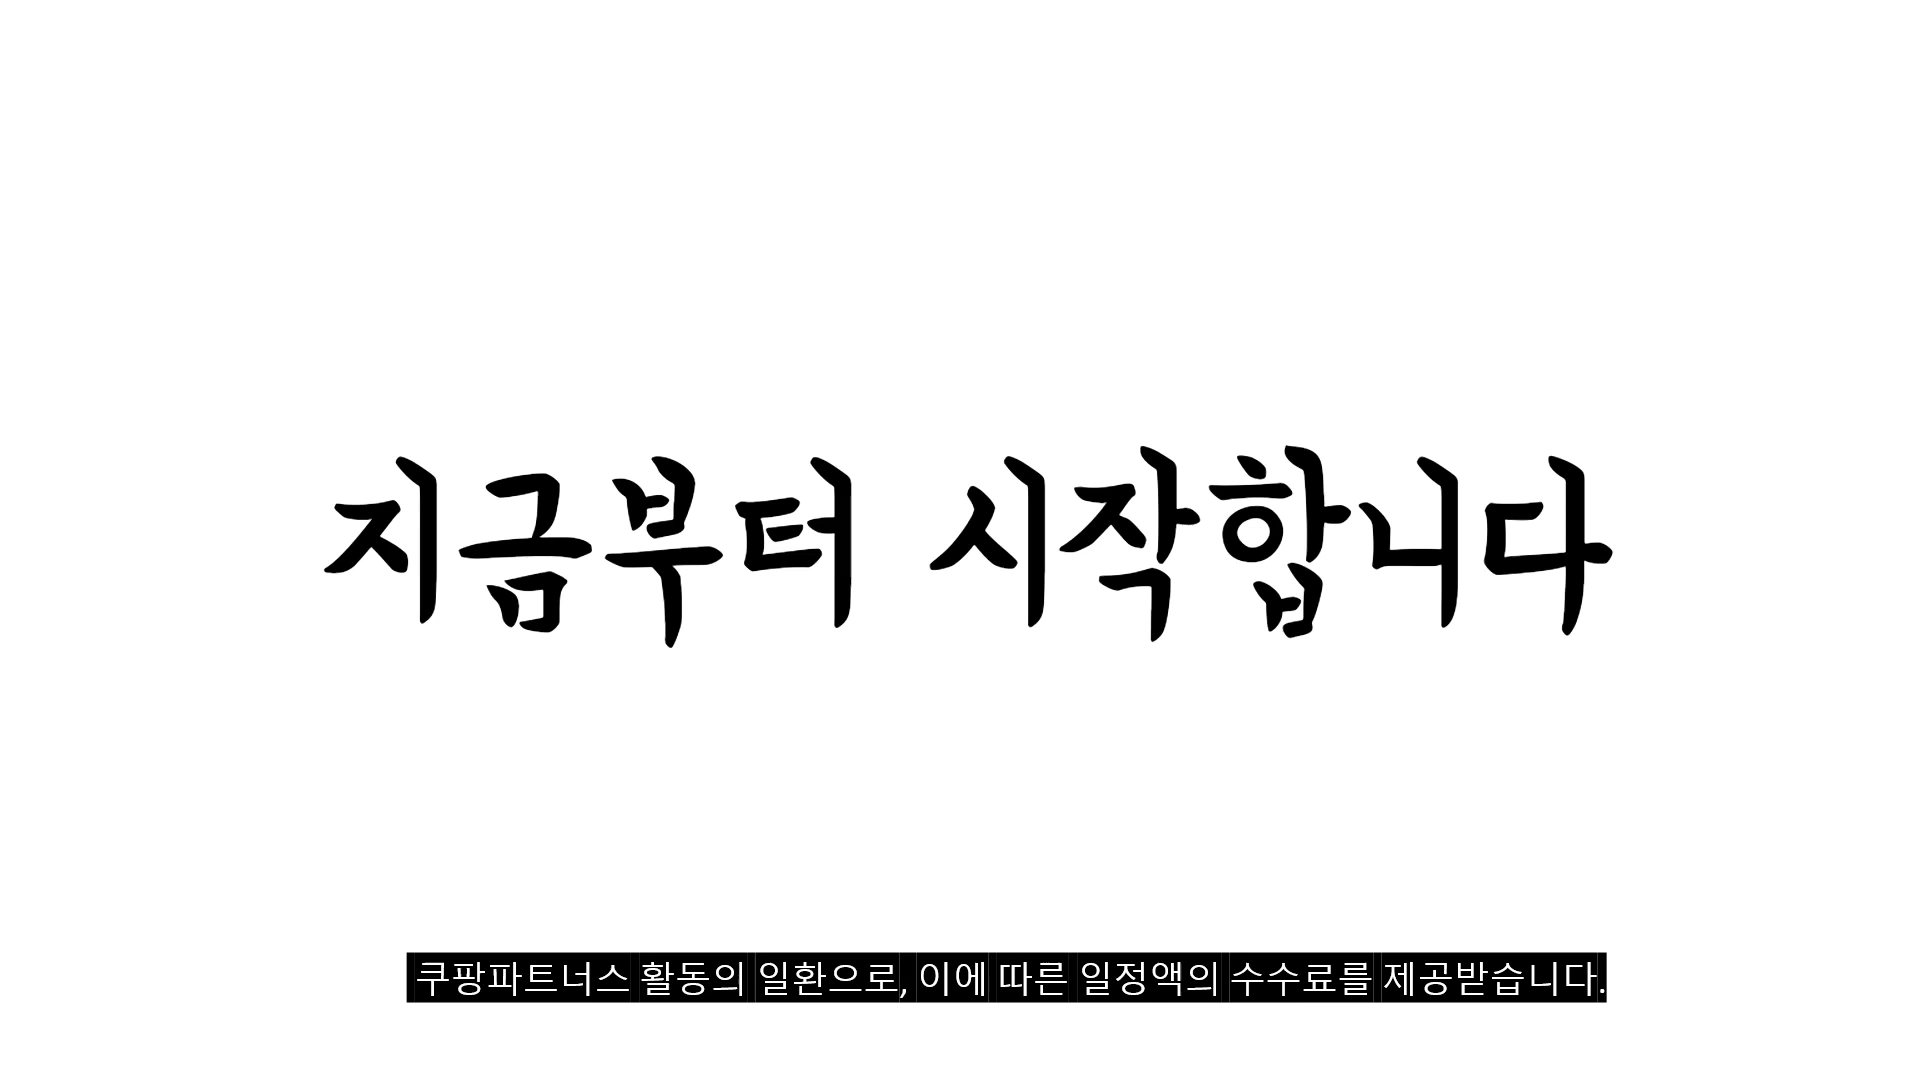 지금부터 시작합니다
쿠팡파트너스 활동의 일환으로, 이에 따른 일정액의 수수료를 제공받습니다.